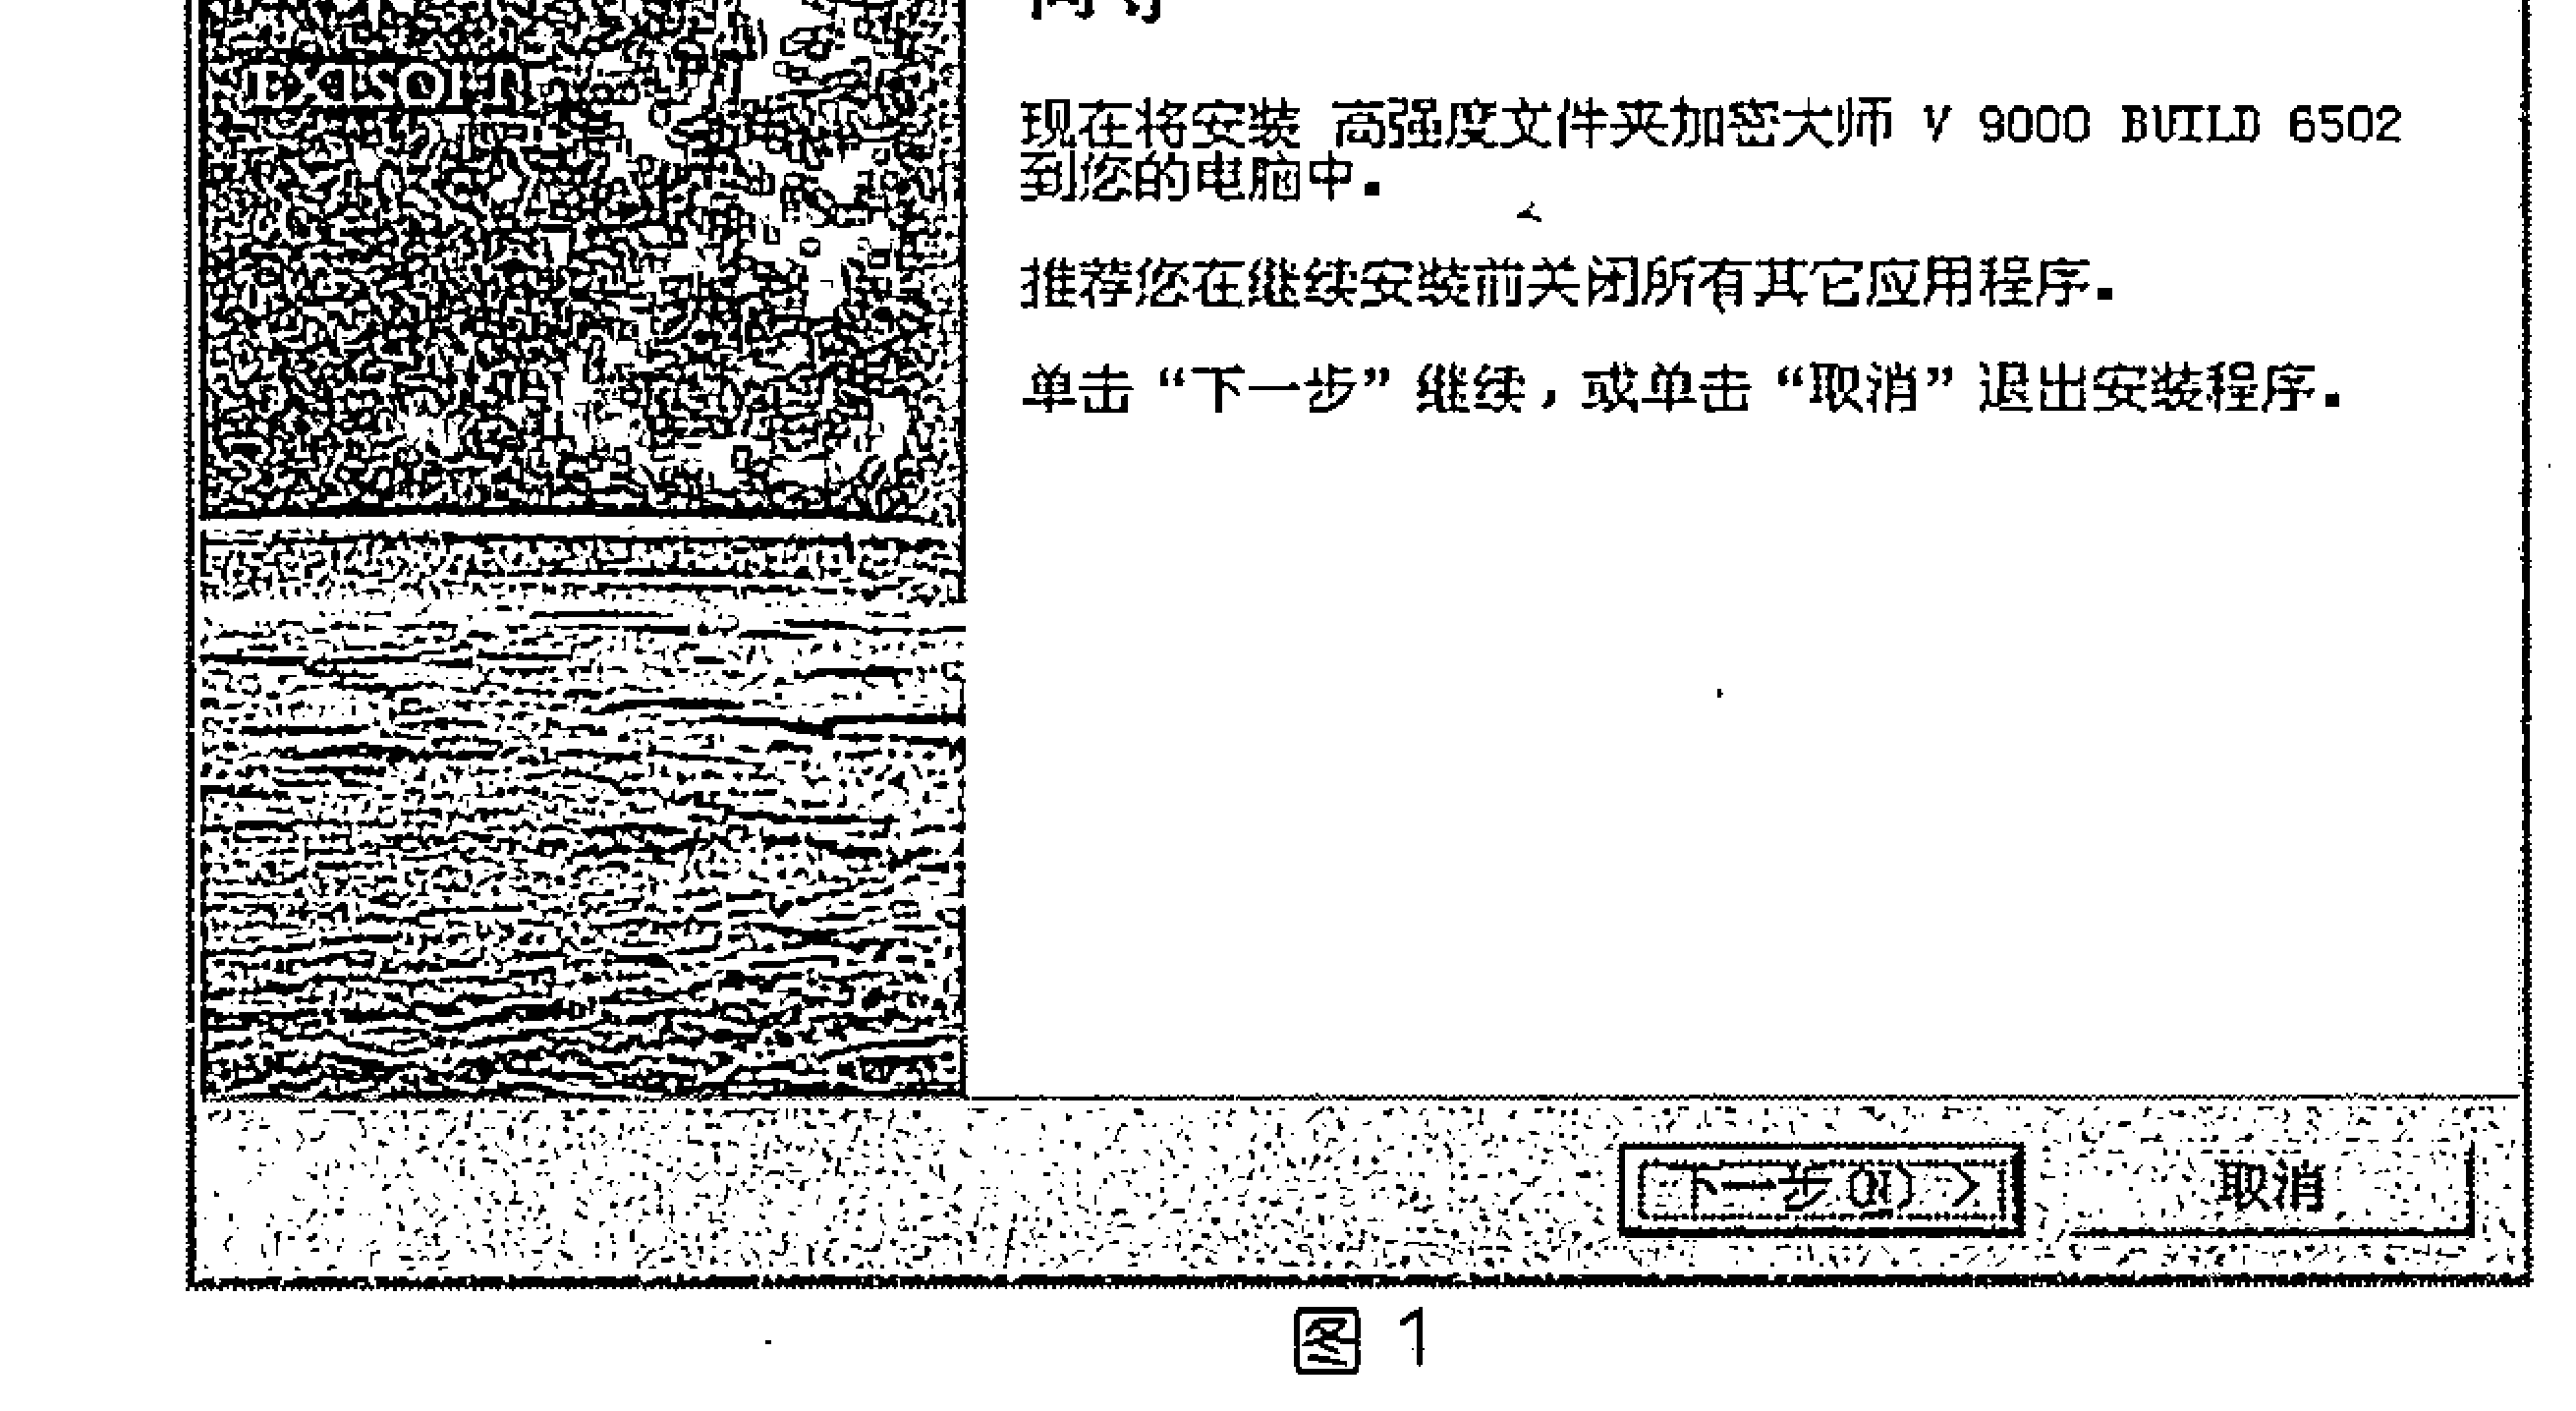 向导
EXISOFT
现在将安装 高强度文件夹加密大师 V 9000 BUILD 6502
到您的电脑中.
推荐您在继续安装前关闭所有其它应用程序.
单击 “下一步” 继续，或单击 “取消” 退出安装程序.
下一步(N) >
取消
图 1